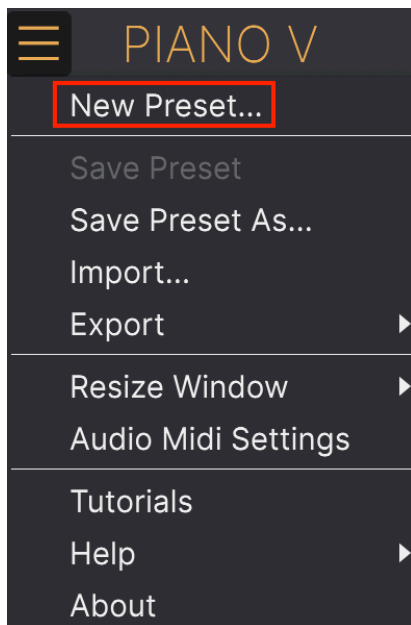 PIANO V
New Preset...
Save Preset
Save Preset As...
Import...
Export
Resize Window
Audio Midi Settings
Tutorials
Help
About